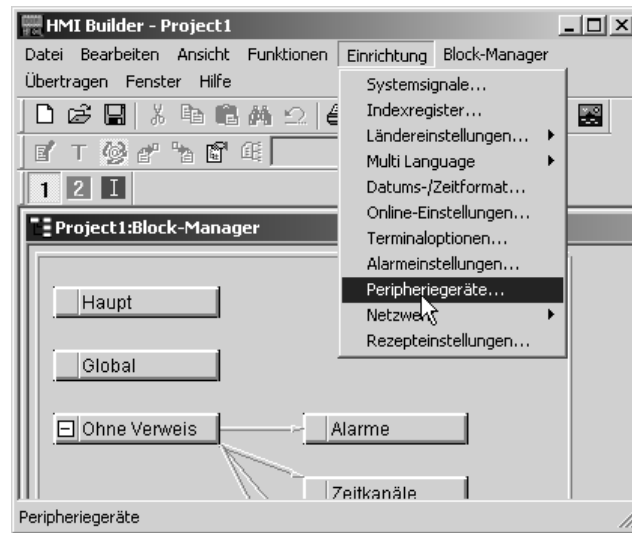 HMI Builder - Project1
Datei Bearbeiten Ansicht Funktionen Einrichtung Block-Manager
Übertragen Fenster Hilfe
Systemsignale...
Indexregister...
Ländereinstellungen...
Multi Language
Datums-/Zeitformat...
Online-Einstellungen...
Terminaloptionen...
Alarmeinstellungen...
Peripheriegeräte...
Netzwerk
Rezepteinstellungen...
T
1 2 I
Project1:Block-Manager
Haupt
Global
Ohne Verweis Alarme
Zeitkanäle
Peripheriegeräte